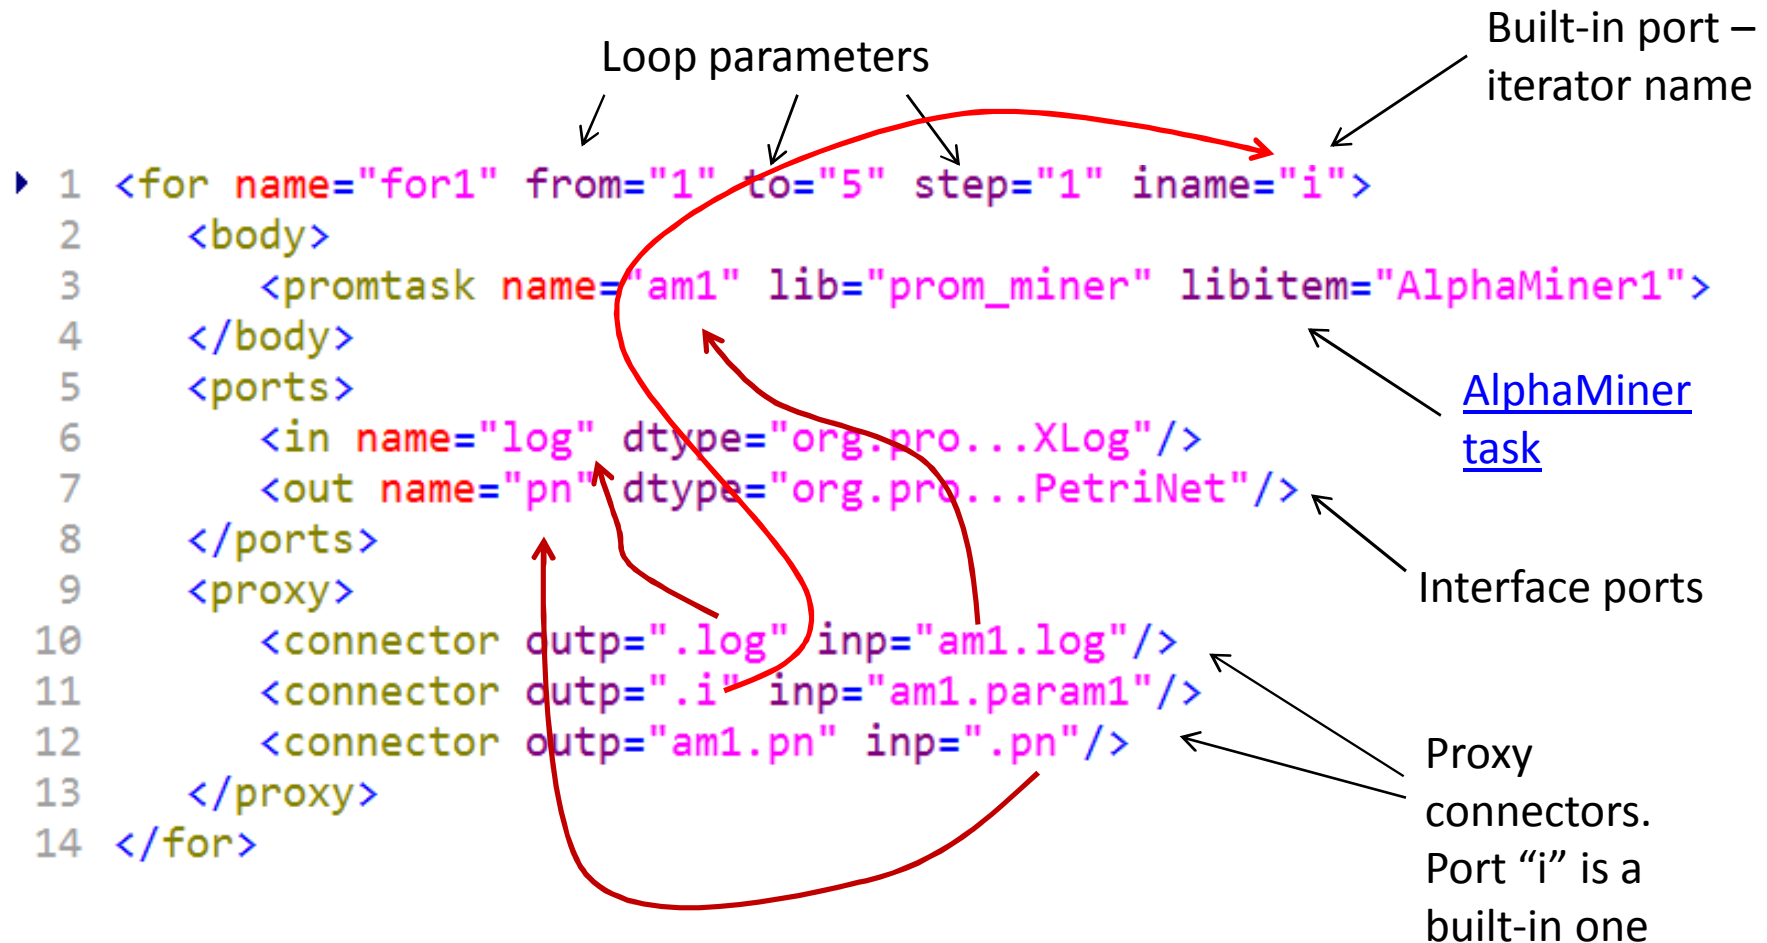 Loop parameters
Built-in port –
iterator name
1 <for name="for1" from="1" to="5" step="1" iname="i">
2 <body>
3 <promtask name="am1" lib="prom_miner" libitem="AlphaMiner1">
4 </body>
5 <ports>
6 <in name="log" dtype="org.pro...XLog"/>
7 <out name="pn" dtype="org.pro...PetriNet"/>
8 </ports>
9 <proxy>
10 <connector outp=".log" inp="am1.log"/>
11 <connector outp=".i" inp="am1.param1"/>
12 <connector outp="am1.pn" inp=".pn"/>
13 </proxy>
14 </for>
AlphaMiner
task
Interface ports
Proxy
connectors.
Port “i” is a
built-in one